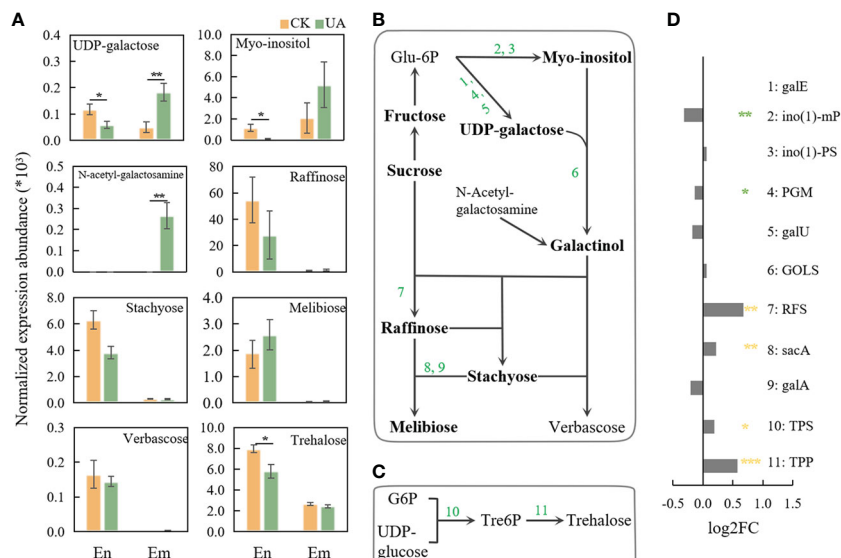 A
CK UA
Normalized expression abundance (*10³)
UDP-galactose
0.4
0.3
0.2
0.1
0.0
*
**
Myo-inositol
10.0
8.0
6.0
4.0
2.0
0.0
*
N-acetyl-galactosamine
0.5
0.4
0.3
0.2
0.1
0.0
**
Raffinose
80
60
40
20
0
Stachyose
8.0
6.0
4.0
2.0
0.0
Melibiose
4.0
3.0
2.0
1.0
0.0
Verbascose
0.3
0.2
0.1
0.0
Trehalose
10.0
8.0
6.0
4.0
2.0
0.0
*
En Em
En Em
B
Glu-6P
2, 3
Myo-inositol
1,
4,
5
Fructose
UDP-galactose
Sucrose
6
N-Acetyl-
galactosamine
Galactinol
7
Raffinose
8, 9
Stachyose
Melibiose
Verbascose
C
G6P
10
11
Tre6P
Trehalose
UDP-
glucose
D
1: galE
** 2: ino(1)-mP
3: ino(1)-PS
* 4: PGM
5: galU
6: GOLS
** 7: RFS
** 8: sacA
9: galA
* 10: TPS
*** 11: TPP
-0.5 0.0 0.5 1.0 1.5
log2FC